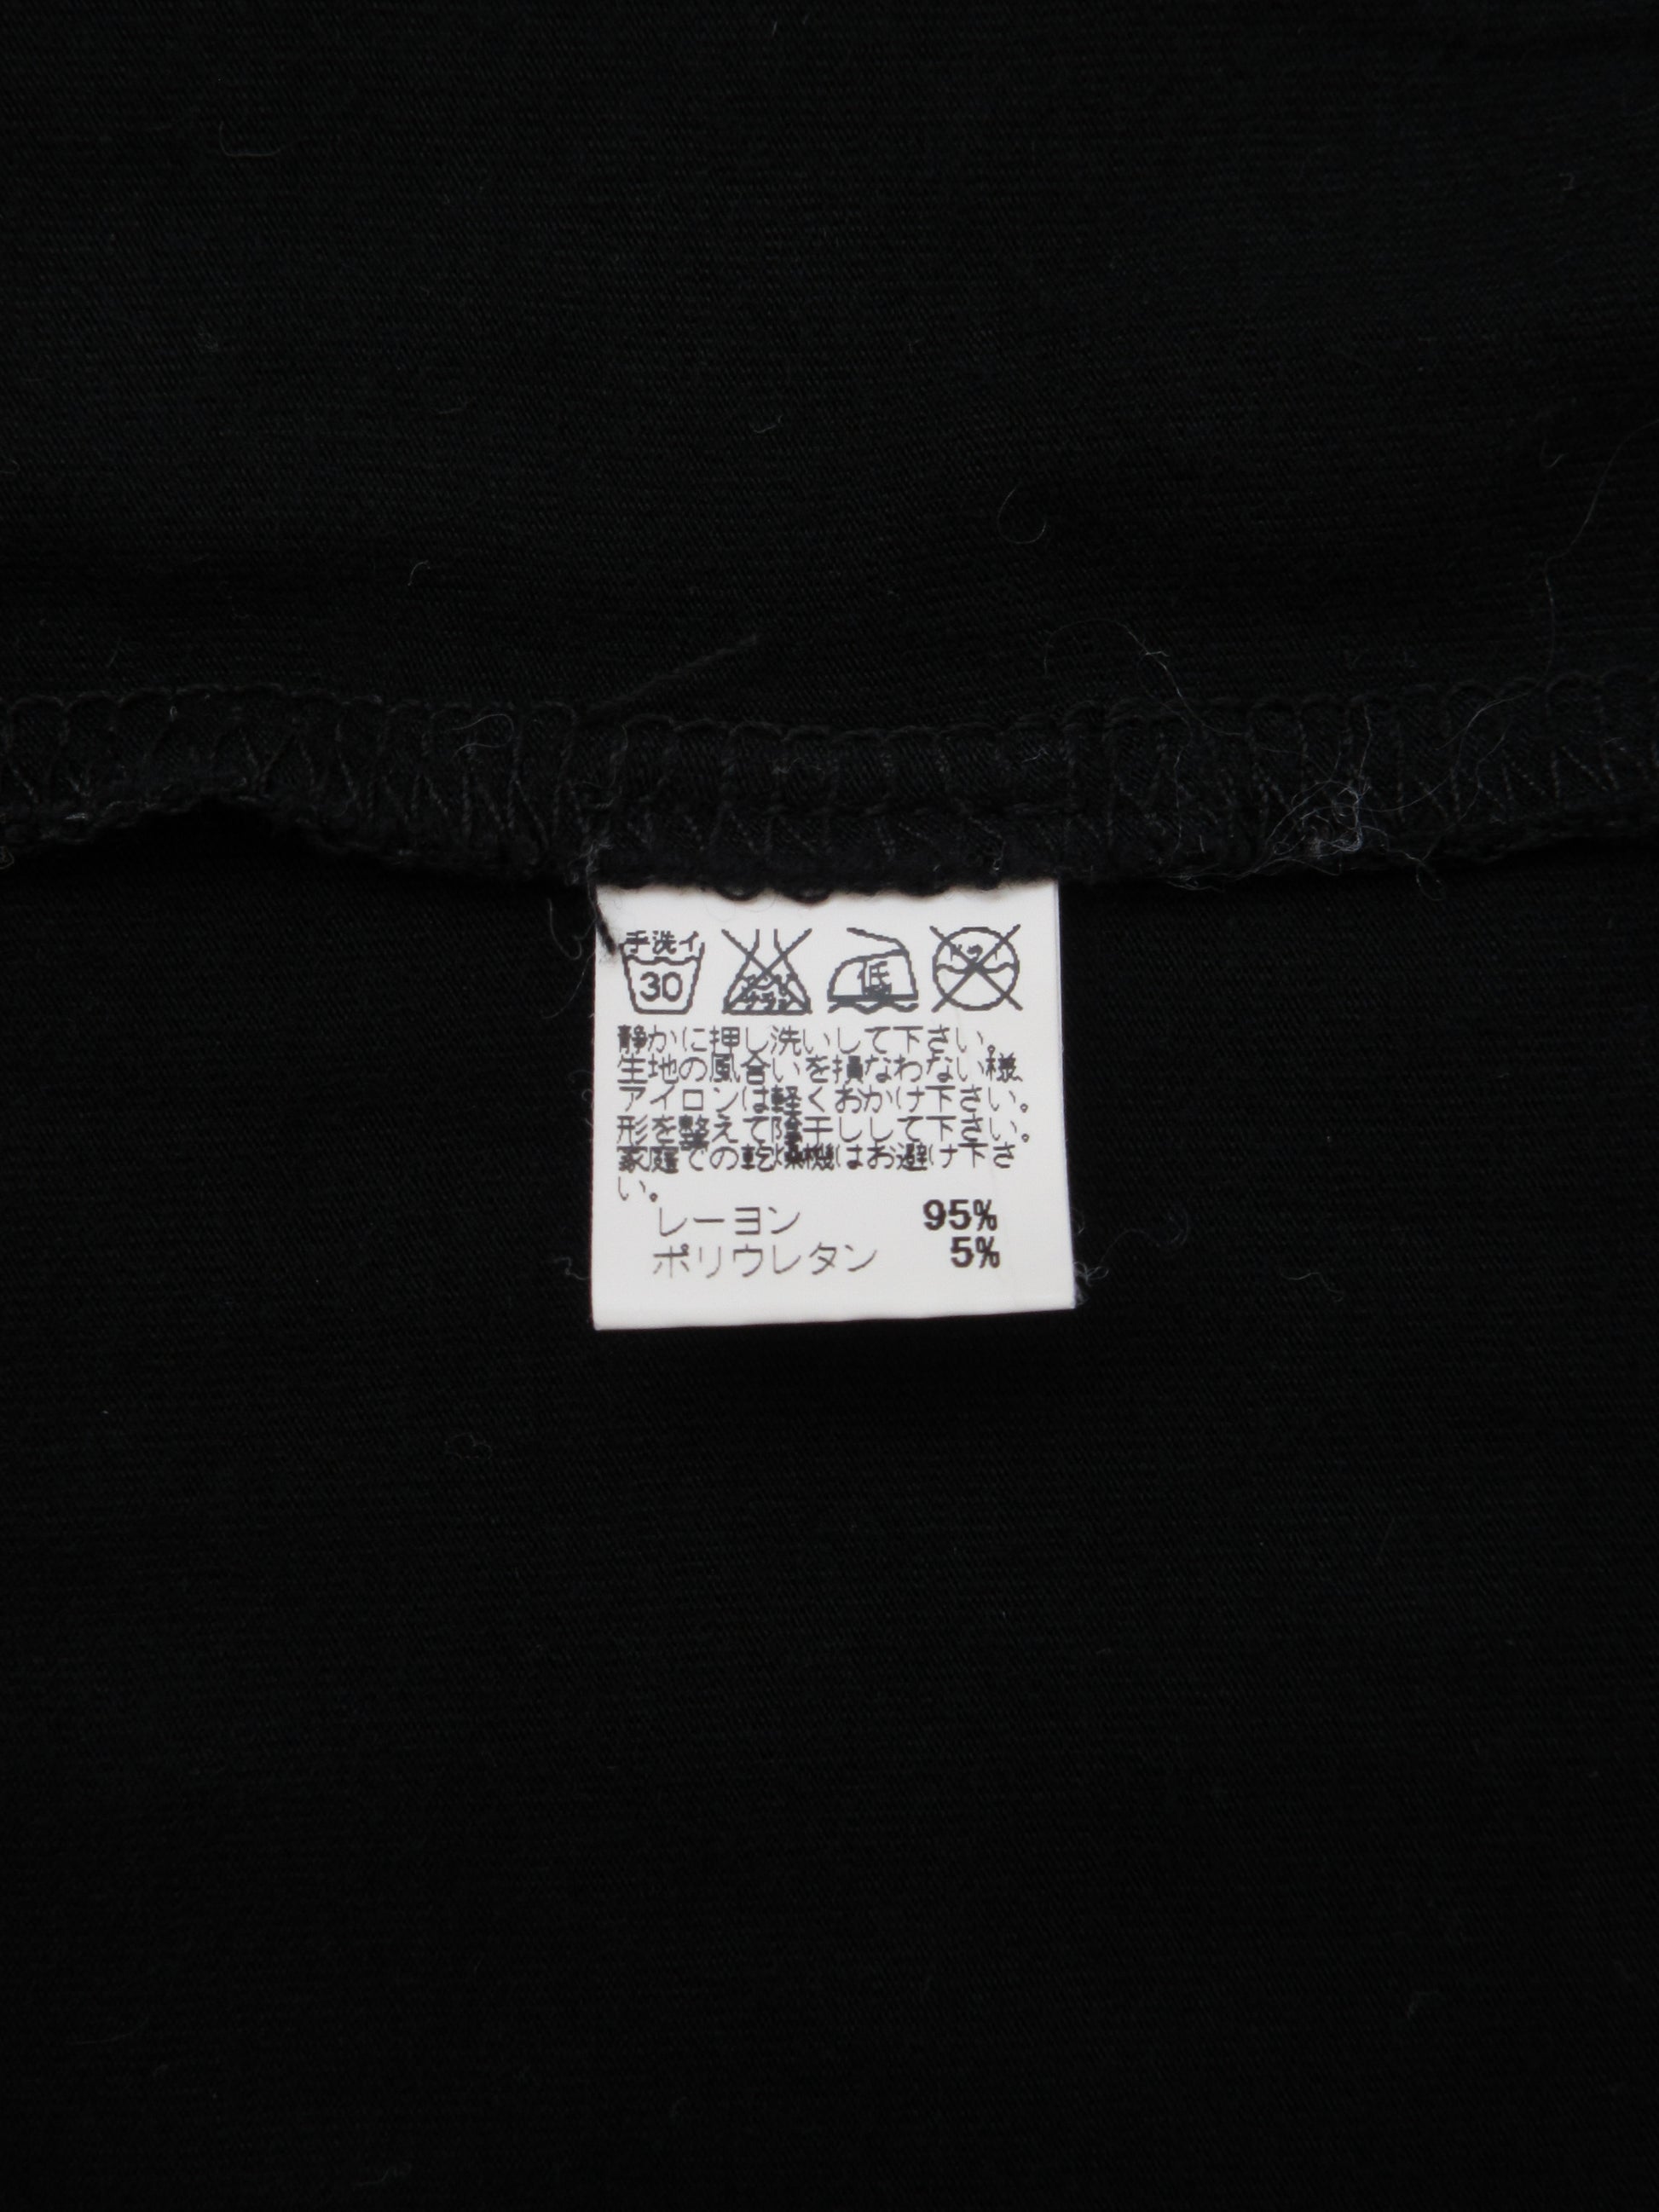 手洗イ
30
低
静かに押し洗いして下さい。
生地の風合いを損なわない様、
アイロンは軽くおかけ下さい。
形を整えて陰干しして下さい。
家庭での乾燥機はお避け下さ
い。
レーヨン 95%
ポリウレタン 5%